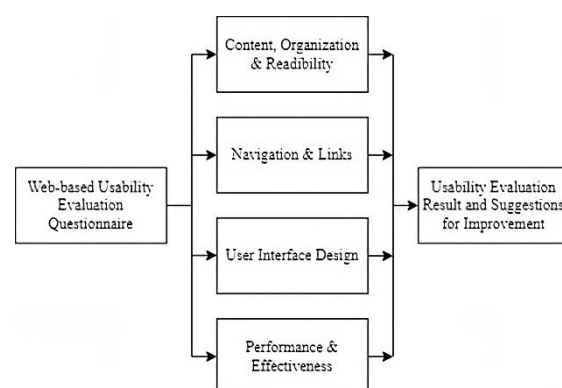 Content, Organization
& Readibility
Navigation & Links
Web-based Usability
Evaluation
Questionnaire
Usability Evaluation
Result and Suggestions
for Improvement
User Interface Design
Performance &
Effectiveness